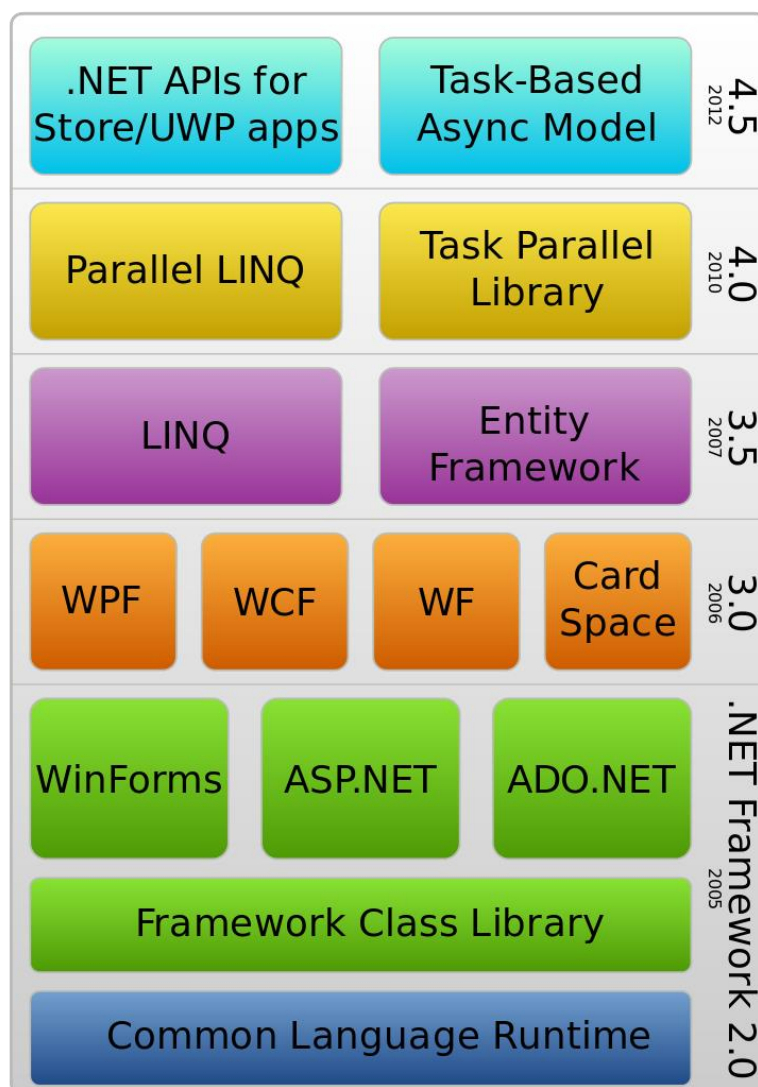 .NET APIs for
Store/UWP apps
Task-Based
Async Model
4.5
2012
Parallel LINQ
Task Parallel
Library
4.0
2010
LINQ
Entity
Framework
3.5
2007
WPF
WCF
WF
Card
Space
3.0
2006
WinForms
ASP.NET
ADO.NET
Framework Class Library
Common Language Runtime
.NET Framework 2.0
2005